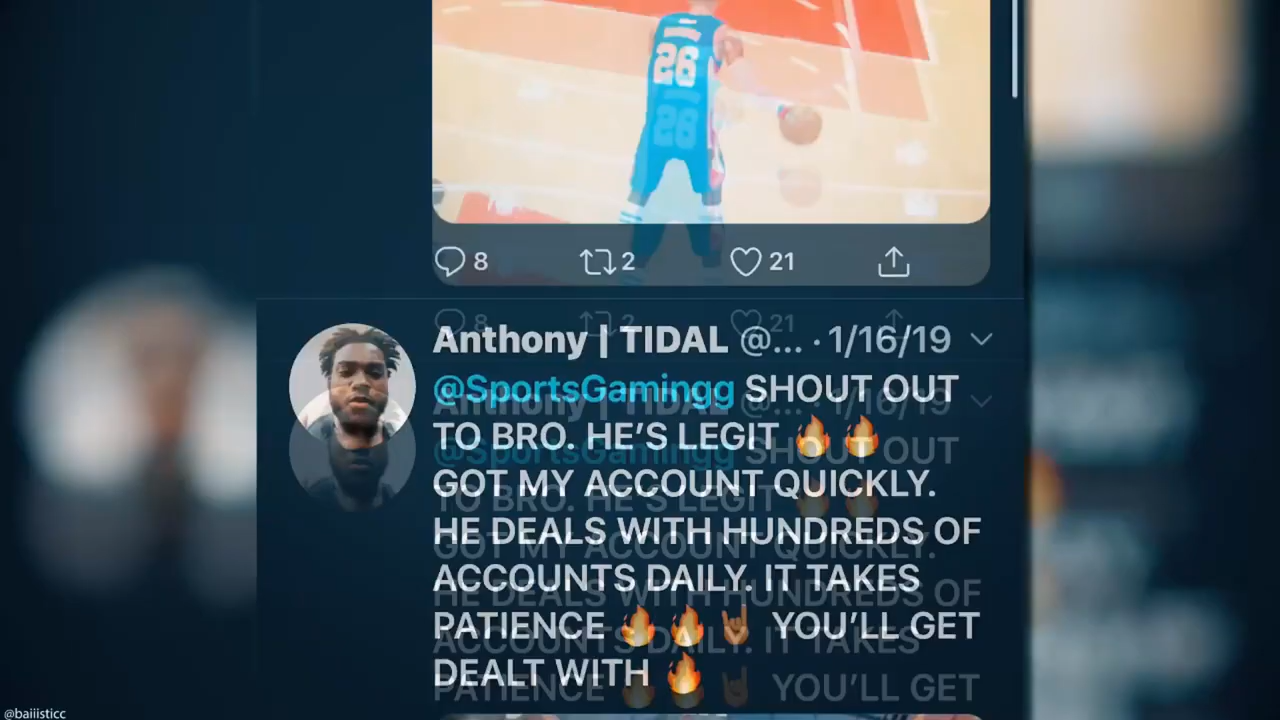 26
8 2 21
Anthony | TIDAL @... · 1/16/19
@SportsGamingg SHOUT OUT
TO BRO. HE’S LEGIT 🔥 🔥
GOT MY ACCOUNT QUICKLY.
HE DEALS WITH HUNDREDS OF
ACCOUNTS DAILY. IT TAKES
PATIENCE 🔥 🔥 🤘🏾 YOU’LL GET
DEALT WITH 🔥
@baiiisticc